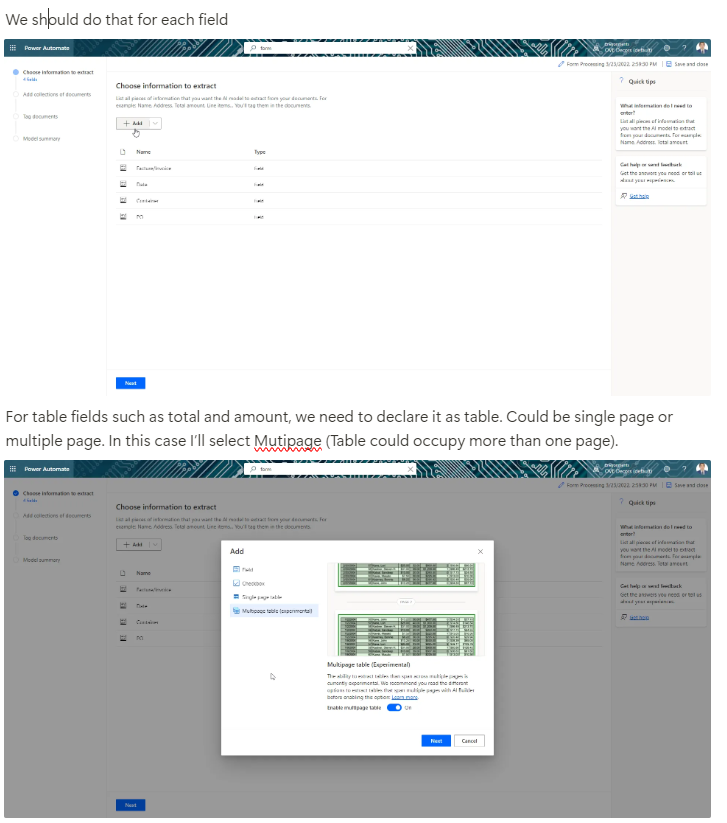 We should do that for each field
Power Automate
form
Environment
CVE Demos (default)
?
Form Processing 3/23/2022, 2:59:50 PM
Save and close
Choose information to extract
4 fields
Add collections of documents
Tag documents
Model summary
Choose information to extract
List all pieces of information that you want the AI model to extract from your documents. For
example: Name, Address, Total amount, Line items... You'll tag them in the documents.
+ Add
Name Type
Facture/Invoice Field
Date Field
Container Field
PO Field
Next
Quick tips
What information do I need to
enter?
List all pieces of information that
you want the AI model to extract
from your documents. For example:
Name, Address, Total amount
Get help or send feedback
Get the answers you need, or tell us
about your experiences.
Get help
For table fields such as total and amount, we need to declare it as table. Could be single page or
multiple page. In this case I'll select Mutipage (Table could occupy more than one page).
Power Automate
form
Environment
CVE Demos (default)
?
Form Processing 3/23/2022, 2:59:50 PM
Save and close
Choose information to extract
4 fields
Add collections of documents
Tag documents
Model summary
Choose information to extract
List all pieces of information that you want the AI model to extract from your documents. For
example: Name, Address, Total amount, Line items... You'll tag them in the documents.
+ Add
Name
Facture/Invoice
Date
Container
PO
Next
Add
Field
Checkbox
Single page table
Multipage table (experimental)
Multipage table (Experimental)
The ability to extract tables that span across multiple pages is
currently experimental. We recommend you read the different
options to extract tables that span multiple pages with AI Builder
before enabling this option. Learn more
Enable multipage table On
Next Cancel
Quick tips
What information do I need to
enter?
List all pieces of information that
you want the AI model to extract
from your documents. For example:
Name, Address, Total amount
Get help or send feedback
Get the answers you need, or tell us
about your experiences.
Get help